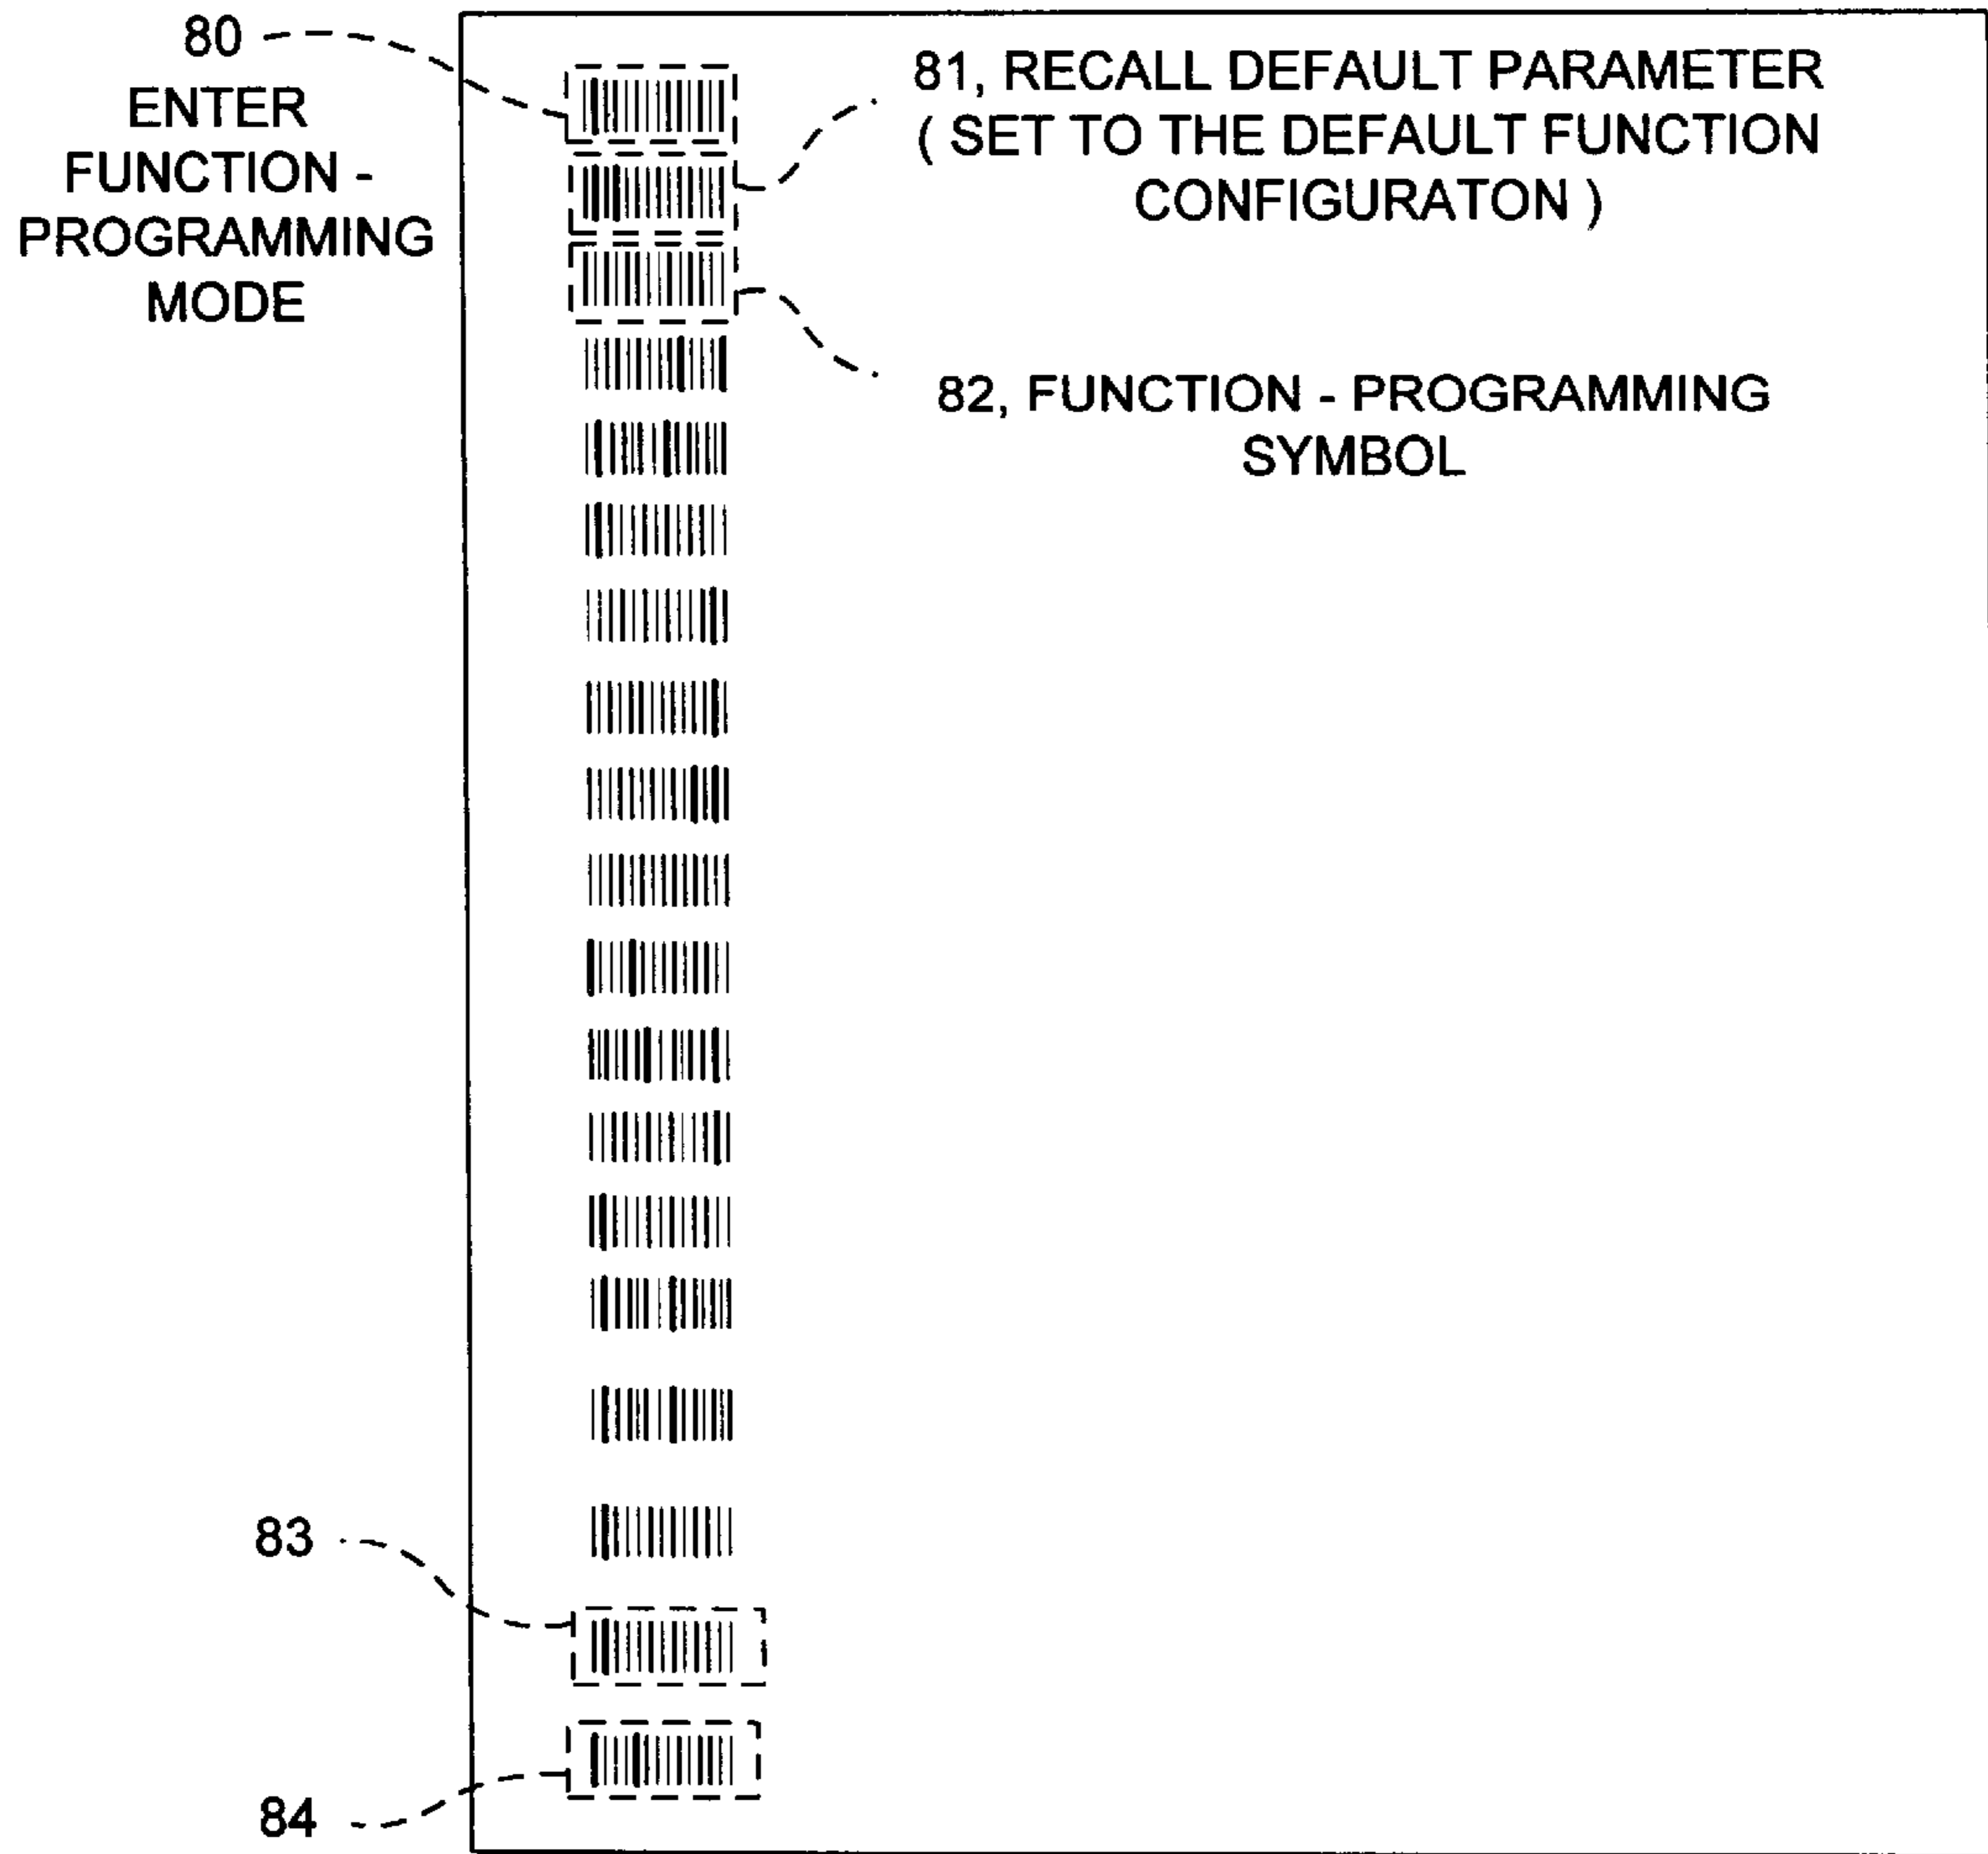 80
ENTER
FUNCTION -
PROGRAMMING
MODE
81, RECALL DEFAULT PARAMETER
( SET TO THE DEFAULT FUNCTION
CONFIGURATON )
82, FUNCTION - PROGRAMMING
SYMBOL
83
84